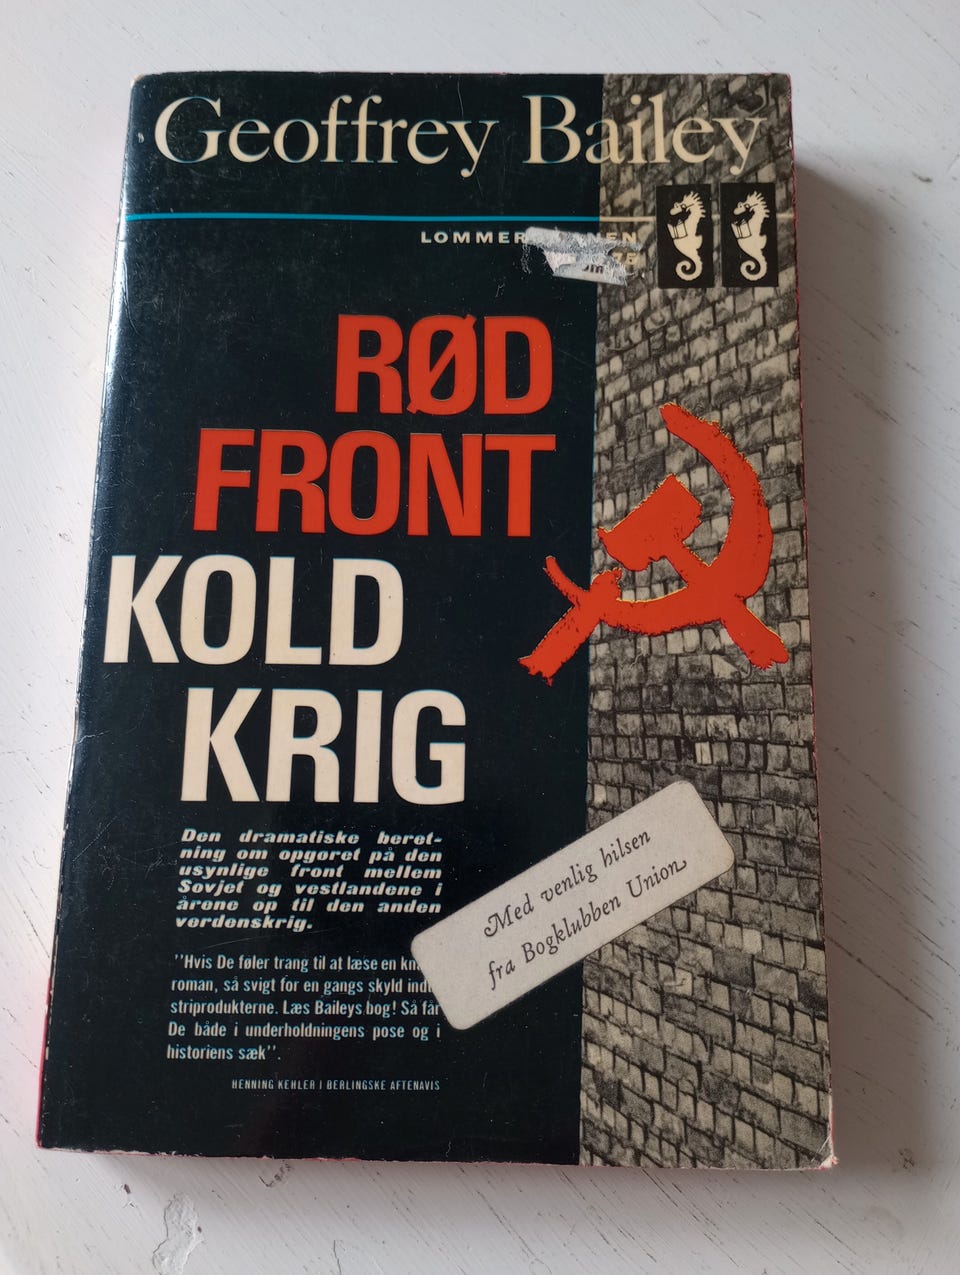 Geoffrey Bailey
RØD
FRONT
KOLD
KRIG
Den dramatiske beret-
ning om opgøret på den
usynlige front mellem
Sovjet og vestlandene i
årene op til den anden
verdenskrig.
"Hvis De føler trang til at læse en
roman, så svigt for en gangs skyld
striprodukterne. Læs Baileys bog! Så får
De både i underholdningens pose og i
historiens sæk".
HENNING KEHLER I BERLINGSKE AFTENAVIS
Med venlig hilsen
fra Bogklubben Union